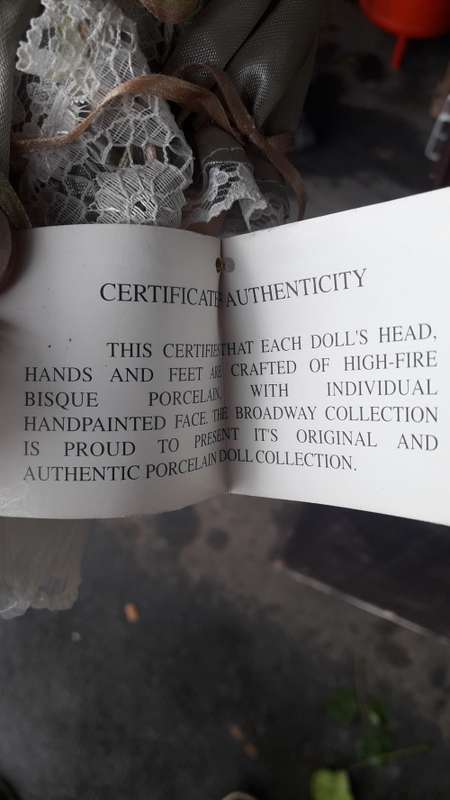 CERTIFICATE AUTHENTICITY
THIS CERTIFIES THAT EACH DOLL'S HEAD,
HANDS AND FEET ARE CRAFTED OF HIGH-FIRE
BISQUE PORCELAIN, WITH INDIVIDUAL
HANDPAINTED FACE. THE BROADWAY COLLECTION
IS PROUD TO PRESENT IT'S ORIGINAL AND
AUTHENTIC PORCELAIN DOLL COLLECTION.